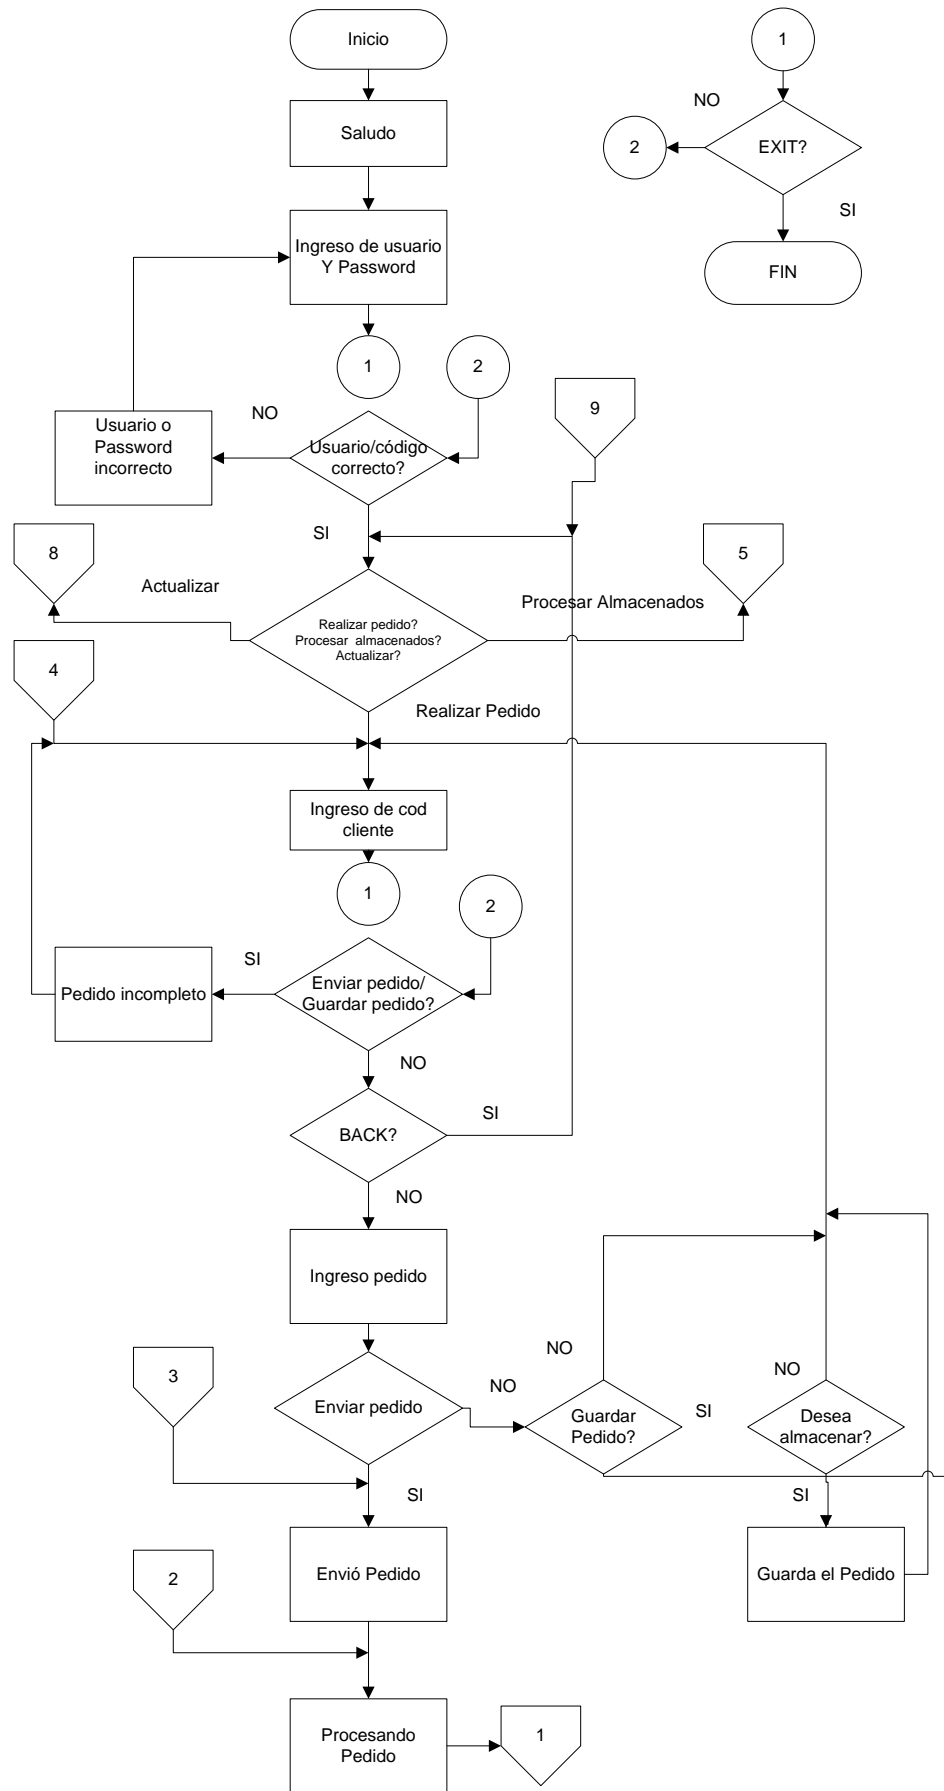 Inicio
1
Saludo
NO
2
EXIT?
SI
FIN
Ingreso de usuario
Y Password
1
2
9
NO
Usuario o
Password
incorrecto
Usuario/código
correcto?
SI
8
5
Actualizar
Procesar Almacenados
Realizar pedido?
Procesar almacenados?
Actualizar?
4
Realizar Pedido
Ingreso de cod
cliente
1
2
SI
Pedido incompleto
Enviar pedido/
Guardar pedido?
NO
SI
BACK?
NO
Ingreso pedido
3
NO
NO
NO
Enviar pedido
Guardar
Pedido?
SI
Desea
almacenar?
SI
SI
2
Envió Pedido
Guarda el Pedido
Procesando
Pedido
1